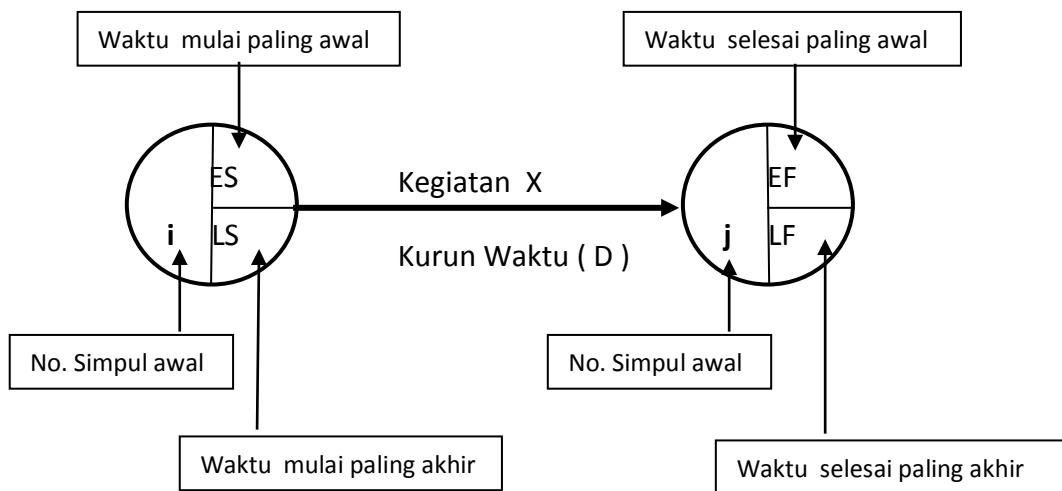 Waktu mulai paling awal
Waktu selesai paling awal
ES
Kegiatan X
EF
i
LS
Kurun Waktu ( D )
j
LF
No. Simpul awal
No. Simpul awal
Waktu mulai paling akhir
Waktu selesai paling akhir